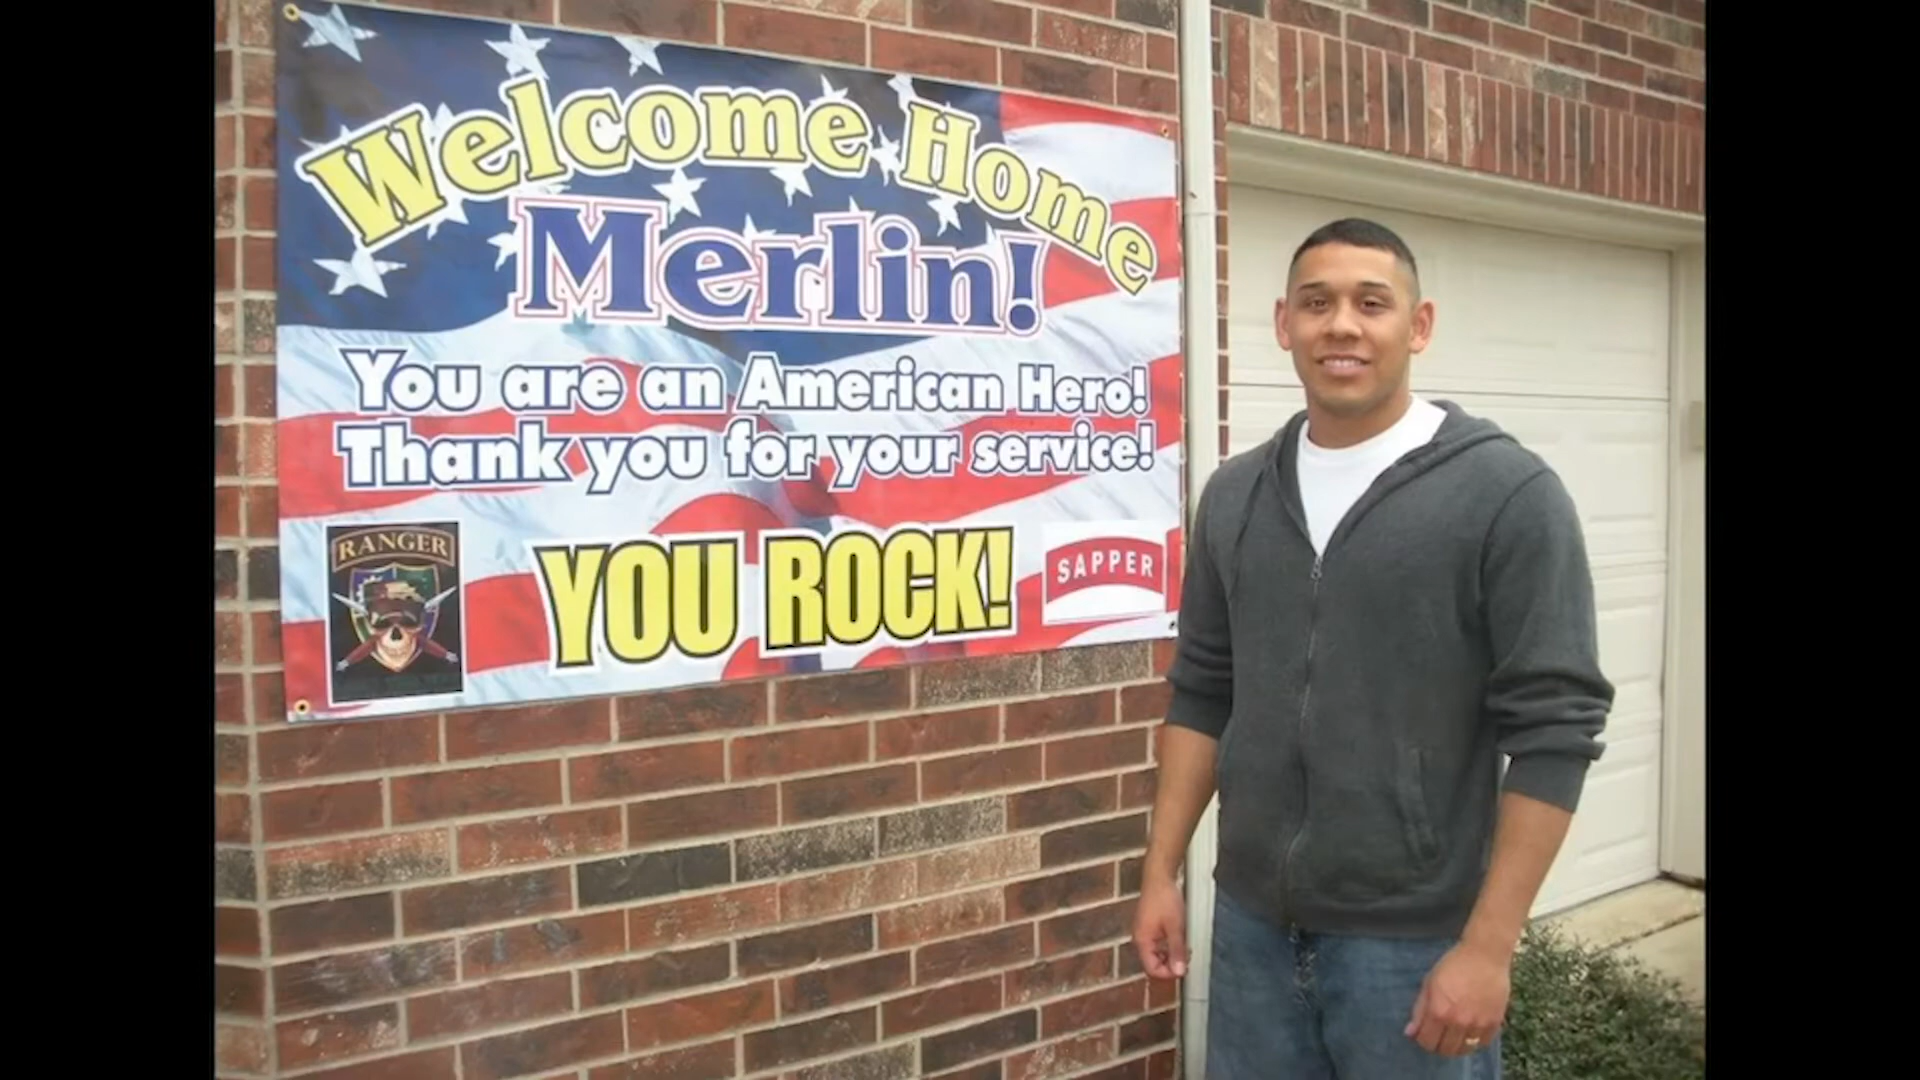 Welcome Home
Merlin!
You are an American Hero!
Thank you for your service!
RANGER
YOU ROCK!
SAPPER